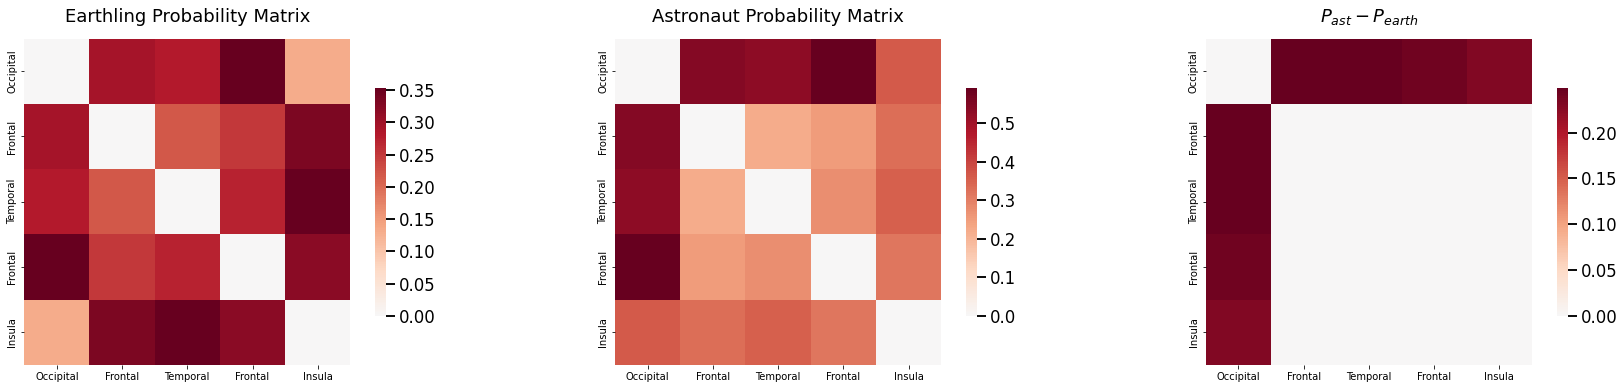 Earthling Probability Matrix
Occipital
Frontal
Temporal
Frontal
Insula
Occipital Frontal Temporal Frontal Insula
0.35
0.30
0.25
0.20
0.15
0.10
0.05
0.00
Astronaut Probability Matrix
Occipital
Frontal
Temporal
Frontal
Insula
Occipital Frontal Temporal Frontal Insula
0.5
0.4
0.3
0.2
0.1
0.0
P_ast − P_earth
Occipital
Frontal
Temporal
Frontal
Insula
Occipital Frontal Temporal Frontal Insula
0.20
0.15
0.10
0.05
0.00